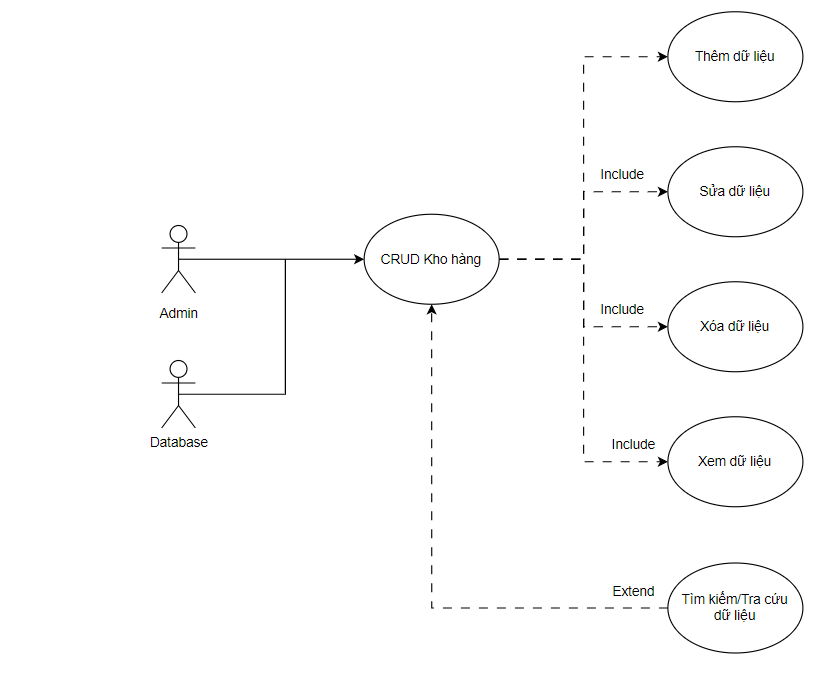 Thêm dữ liệu
Include
Sửa dữ liệu
CRUD Kho hàng
Admin
Include
Xóa dữ liệu
Database
Include
Xem dữ liệu
Extend
Tìm kiếm/Tra cứu
dữ liệu